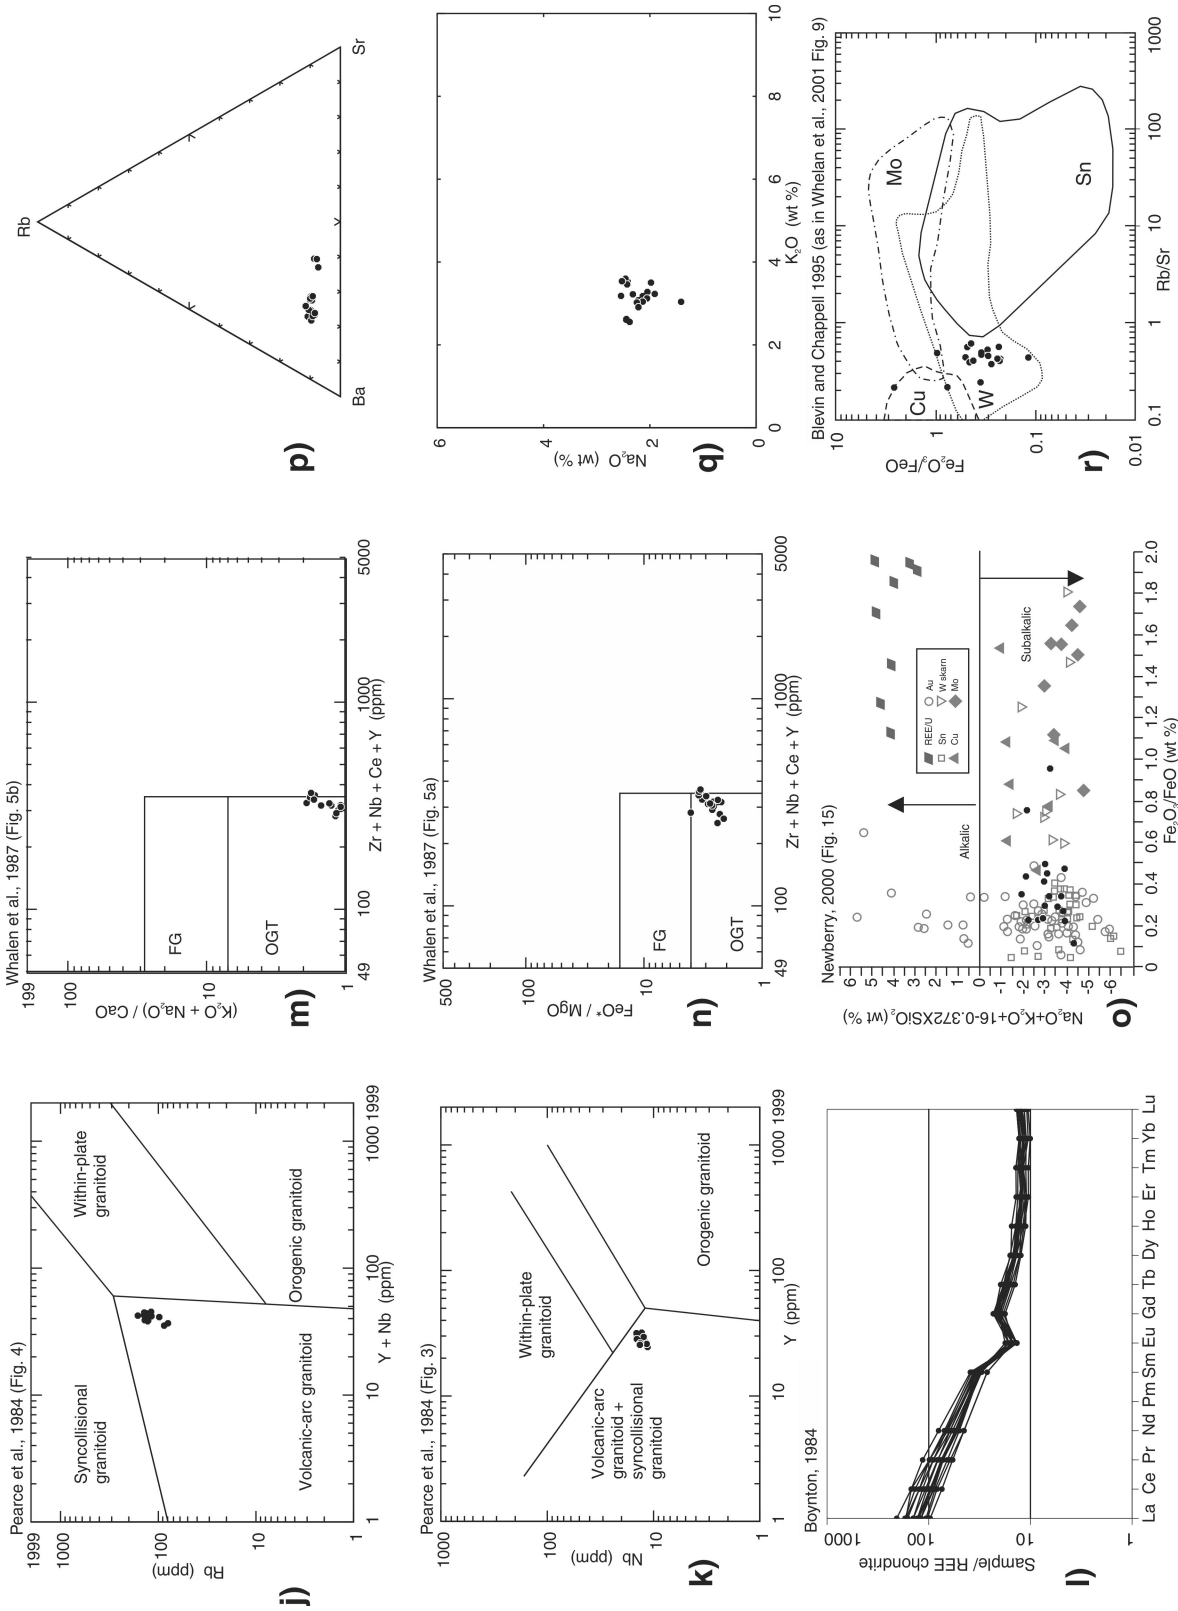 Pearce et al., 1984 (Fig. 4)
1999
1000
100
10
1
Rb (ppm)
Syncollisional
granitoid
Within-plate
granitoid
Volcanic-arc granitoid
Orogenic granitoid
1
10
100
1000
1999
Y + Nb (ppm)
j)
Pearce et al., 1984 (Fig. 3)
1000
100
10
1
Nb (ppm)
Within-plate
granitoid
Volcanic-arc
granitoid +
syncollisional
granitoid
Orogenic granitoid
1
10
100
1000
1999
Y (ppm)
k)
Boynton, 1984
1000
100
10
1
Sample/ REE chondrite
La Ce Pr Nd Pm Sm Eu Gd Tb Dy Ho Er Tm Yb Lu
l)
Whalen et al., 1987 (Fig. 5b)
199
100
10
1
(K₂O + Na₂O) / CaO
FG
OGT
49
100
1000
5000
Zr + Nb + Ce + Y (ppm)
m)
Whalen et al., 1987 (Fig. 5a)
500
100
10
1
FeO* / MgO
FG
OGT
49
100
1000
5000
Zr + Nb + Ce + Y (ppm)
n)
Newberry, 2000 (Fig. 15)
6
5
4
3
2
1
0
-1
-2
-3
-4
-5
-6
Na₂O+K₂O+16-0.372XSiO₂(wt %)
Alkalic
Subalkalic
REE/U
Au
Sn
W skarn
Cu
Mo
0 0.2 0.4 0.6 0.8 1.0 1.2 1.4 1.6 1.8 2.0
Fe₂O₃/FeO (wt %)
o)
Rb
Ba
Sr
p)
6
4
2
0
Na₂O (wt %)
0 2 4 6 8 10
K₂O (wt %)
q)
Blevin and Chappell 1995 (as in Whelan et al., 2001 Fig. 9)
10
1
0.1
0.01
Fe₂O₃/FeO
Cu
W
Mo
Sn
0.1
1
10
100
1000
Rb/Sr
r)